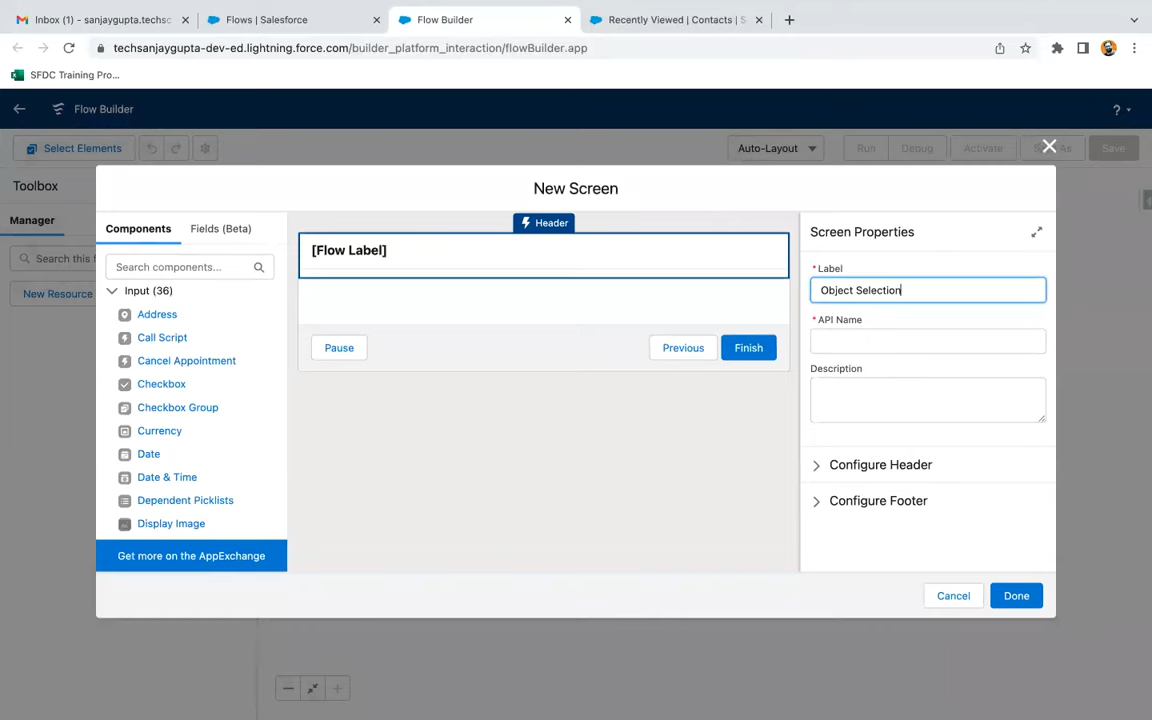 Inbox (1) - sanjaygupta.techsc
Flows | Salesforce
Flow Builder
Recently Viewed | Contacts | S
techsanjaygupta-dev-ed.lightning.force.com/builder_platform_interaction/flowBuilder.app
SFDC Training Pro...
Flow Builder
?
Select Elements
Auto-Layout
Run
Debug
Activate
As
Save
Toolbox
Manager
Search this f
New Resource
New Screen
Components
Fields (Beta)
Search components...
Input (36)
Address
Call Script
Cancel Appointment
Checkbox
Checkbox Group
Currency
Date
Date & Time
Dependent Picklists
Display Image
Get more on the AppExchange
Header
[Flow Label]
Pause
Previous
Finish
Screen Properties
* Label
Object Selection
* API Name
Description
Configure Header
Configure Footer
Cancel
Done